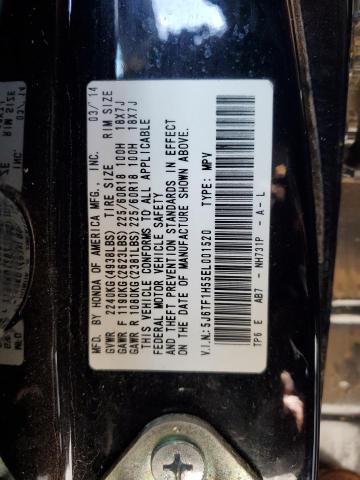 MFD. BY HONDA OF AMERICA MFG., INC. 03/14
TIRE SIZE RIM SIZE
GVWR 2240KG(4938LBS)
GAWR F 1190KG(2623LBS) 225/60R18 100H 18X7J
GAWR R 1080KG(2381LBS) 225/60R18 100H 18X7J
THIS VEHICLE CONFORMS TO ALL APPLICABLE
FEDERAL MOTOR VEHICLE SAFETY
AND THEFT PREVENTION STANDARDS IN EFFECT
ON THE DATE OF MANUFACTURE SHOWN ABOVE.
V.I.N.: 5J6TF1H55EL001520 TYPE: MPV
TP6 E AB7 - NH731P - A - L
RIM SIZE